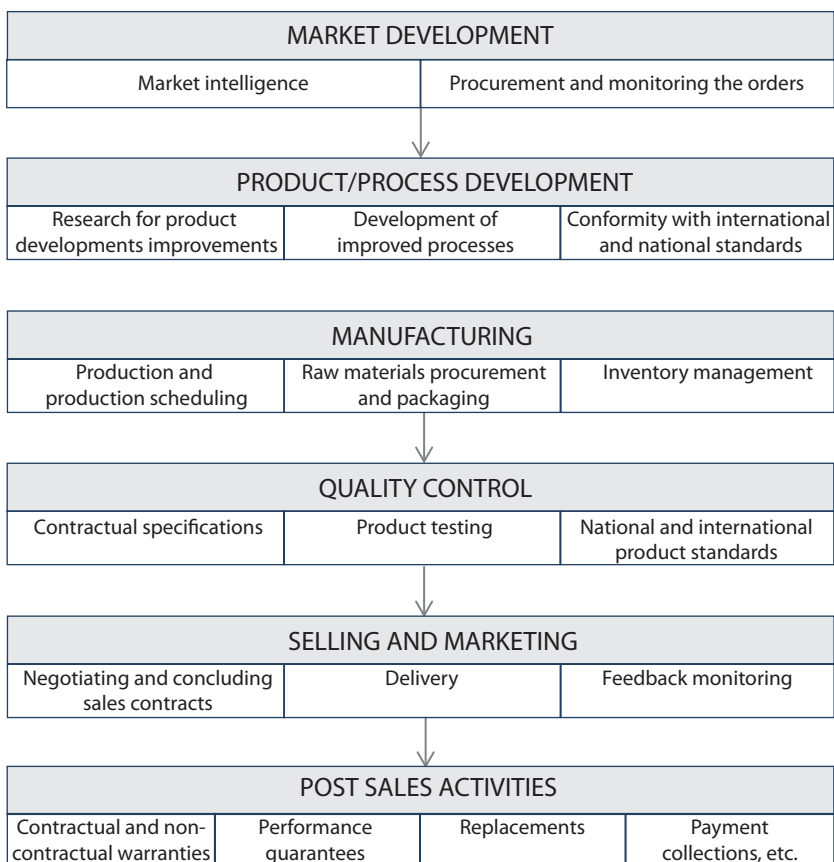 MARKET DEVELOPMENT
Market intelligence
Procurement and monitoring the orders
PRODUCT/PROCESS DEVELOPMENT
Research for product
developments improvements
Development of
improved processes
Conformity with international
and national standards
MANUFACTURING
Production and
production scheduling
Raw materials procurement
and packaging
Inventory management
QUALITY CONTROL
Contractual specifications
Product testing
National and international
product standards
SELLING AND MARKETING
Negotiating and concluding
sales contracts
Delivery
Feedback monitoring
POST SALES ACTIVITIES
Contractual and non-
contractual warranties
Performance
guarantees
Replacements
Payment
collections, etc.